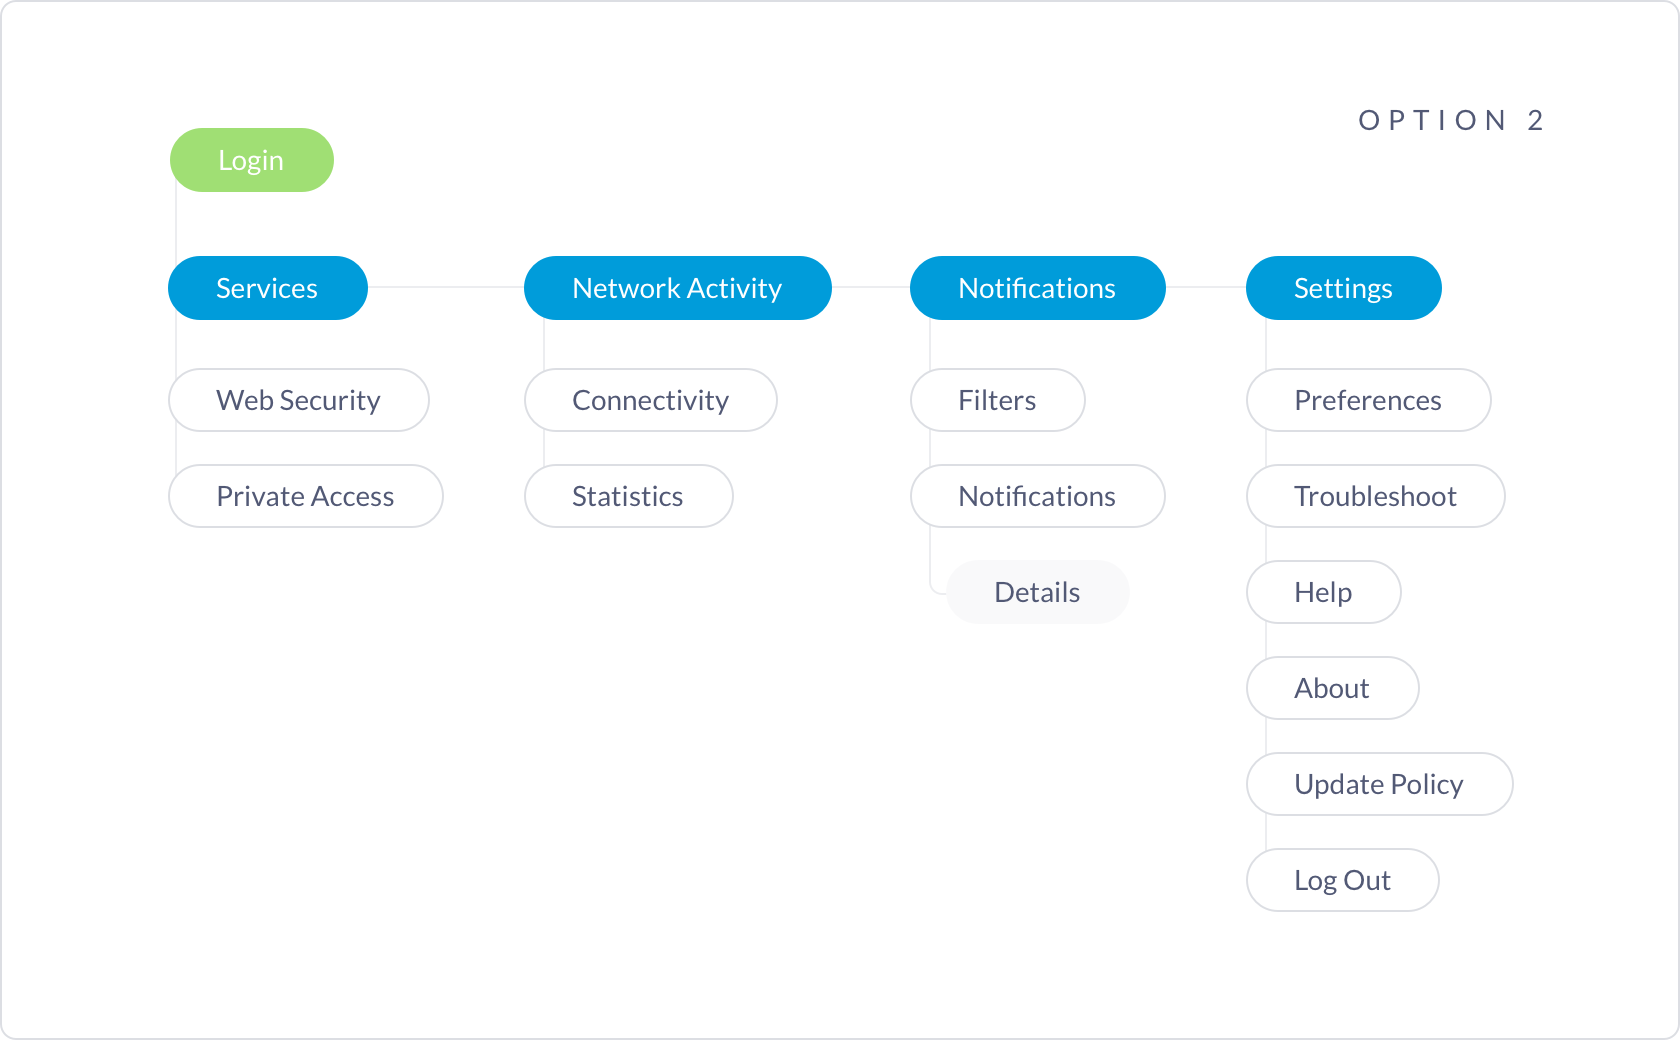 OPTION 2
Login
Services
Network Activity
Notifications
Settings
Web Security
Connectivity
Filters
Preferences
Private Access
Statistics
Notifications
Troubleshoot
Details
Help
About
Update Policy
Log Out